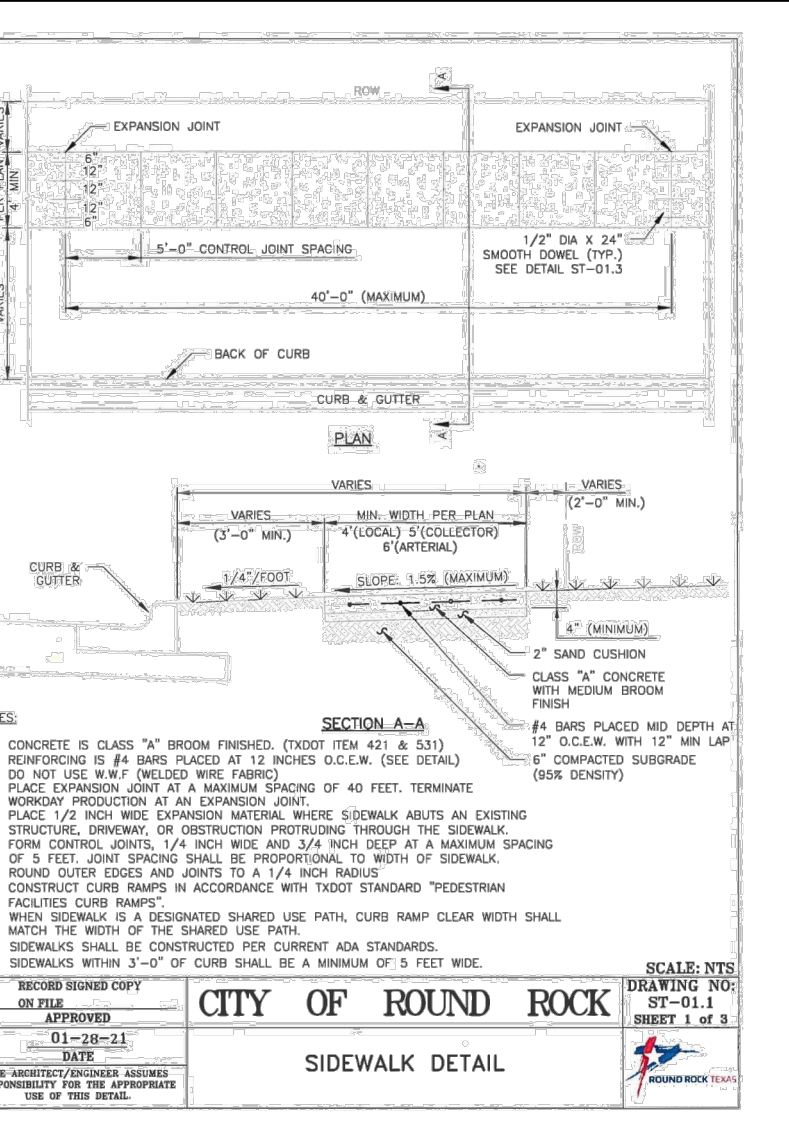 A
ROW
EXPANSION JOINT
EXPANSION JOINT
VARIES
6"
12"
12"
12"
6"
4' MIN
5'-0" CONTROL JOINT SPACING
1/2" DIA X 24"
SMOOTH DOWEL (TYP.)
SEE DETAIL ST-01.3
40'-0" (MAXIMUM)
VARIES
BACK OF CURB
CURB & GUTTER
PLAN
A
VARIES
VARIES
(2'-0" MIN.)
VARIES
(3'-0" MIN.)
MIN. WIDTH PER PLAN
4'(LOCAL) 5'(COLLECTOR)
6'(ARTERIAL)
ROW
CURB &
GUTTER
1/4"/FOOT
SLOPE: 1.5% (MAXIMUM)
4" (MINIMUM)
2" SAND CUSHION
CLASS "A" CONCRETE
WITH MEDIUM BROOM
FINISH
#4 BARS PLACED MID DEPTH AT
12" O.C.E.W. WITH 12" MIN LAP
6" COMPACTED SUBGRADE
(95% DENSITY)
SECTION A-A
ES:
CONCRETE IS CLASS "A" BROOM FINISHED. (TXDOT ITEM 421 & 531)
REINFORCING IS #4 BARS PLACED AT 12 INCHES O.C.E.W. (SEE DETAIL)
DO NOT USE W.W.F (WELDED WIRE FABRIC)
PLACE EXPANSION JOINT AT A MAXIMUM SPACING OF 40 FEET. TERMINATE
WORKDAY PRODUCTION AT AN EXPANSION JOINT.
PLACE 1/2 INCH WIDE EXPANSION MATERIAL WHERE SIDEWALK ABUTS AN EXISTING
STRUCTURE, DRIVEWAY, OR OBSTRUCTION PROTRUDING THROUGH THE SIDEWALK.
FORM CONTROL JOINTS, 1/4 INCH WIDE AND 3/4 INCH DEEP AT A MAXIMUM SPACING
OF 5 FEET. JOINT SPACING SHALL BE PROPORTIONAL TO WIDTH OF SIDEWALK.
ROUND OUTER EDGES AND JOINTS TO A 1/4 INCH RADIUS
CONSTRUCT CURB RAMPS IN ACCORDANCE WITH TXDOT STANDARD "PEDESTRIAN
FACILITIES CURB RAMPS".
WHEN SIDEWALK IS A DESIGNATED SHARED USE PATH, CURB RAMP CLEAR WIDTH SHALL
MATCH THE WIDTH OF THE SHARED USE PATH.
SIDEWALKS SHALL BE CONSTRUCTED PER CURRENT ADA STANDARDS.
SIDEWALKS WITHIN 3'-0" OF CURB SHALL BE A MINIMUM OF 5 FEET WIDE.
SCALE: NTS
RECORD SIGNED COPY
ON FILE
APPROVED
01-28-21
DATE
E ARCHITECT/ENGINEER ASSUMES
PONSIBILITY FOR THE APPROPRIATE
USE OF THIS DETAIL.
CITY OF ROUND ROCK
SIDEWALK DETAIL
DRAWING NO:
ST-01.1
SHEET 1 of 3
ROUND ROCK TEXAS